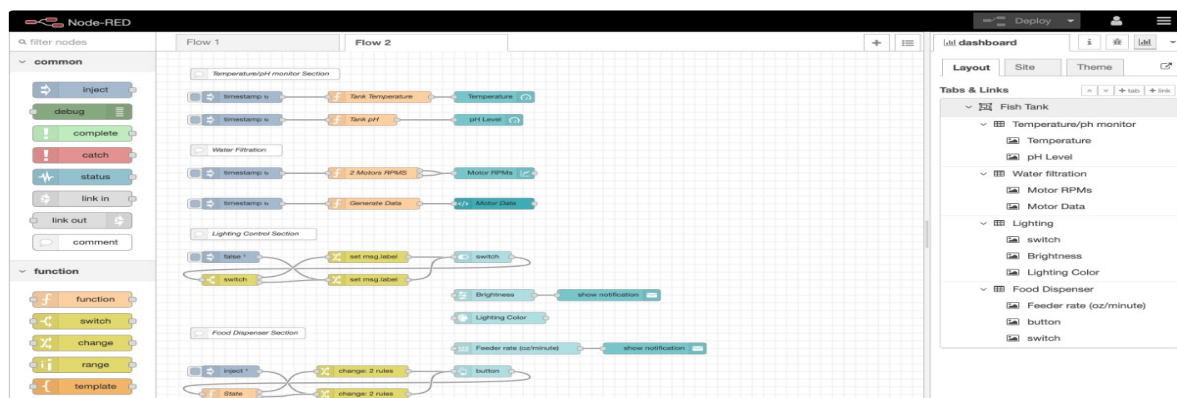 Node-RED
Deploy
filter nodes
Flow 1
Flow 2
dashboard
i
common
inject
debug
complete
catch
status
link in
link out
comment
function
function
switch
change
range
template
Temperature/pH monitor Section
timestamp ↻
Tank Temperature
Temperature
timestamp ↻
Tank pH
pH Level
Water Filtration
timestamp ↻
2 Motors RPMS
Motor RPMs
timestamp ↻
Generate Data
Motor Data
Lighting Control Section
false ¹
set msg.label
switch
switch
set msg.label
Brightness
show notification
Lighting Color
Food Dispenser Section
Feeder rate (oz/minute)
show notification
inject ¹
change: 2 rules
button
State
change: 2 rules
Layout
Site
Theme
Tabs & Links
+ tab
+ link
Fish Tank
Temperature/ph monitor
Temperature
pH Level
Water filtration
Motor RPMs
Motor Data
Lighting
switch
Brightness
Lighting Color
Food Dispenser
Feeder rate (oz/minute)
button
switch